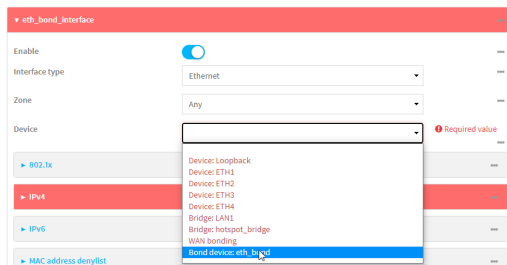 ▾ eth_bond_interface
Enable
Interface type
Ethernet
Zone
Any
Device
Required value
Device: Loopback
Device: ETH1
Device: ETH2
Device: ETH3
Device: ETH4
Bridge: LAN1
Bridge: hotspot_bridge
WAN bonding
Bond device: eth_bond
▸ 802.1x
▸ IPv4
▸ IPv6
▸ MAC address denylist